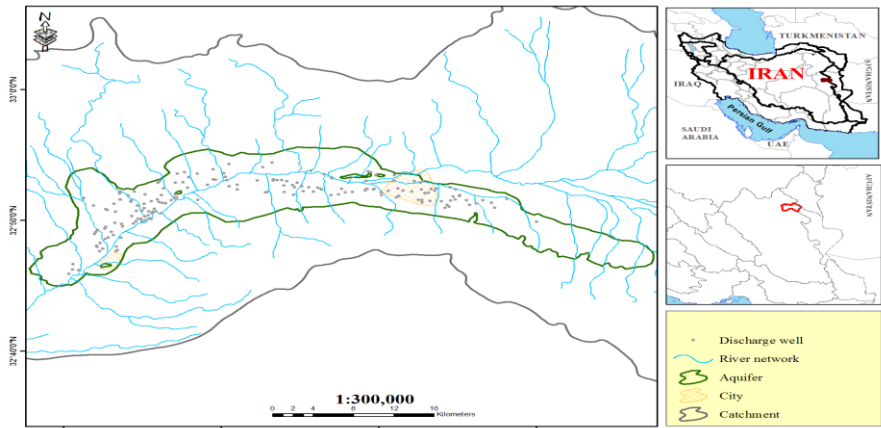 N
33°0'0"N
32°50'0"N
32°40'0"N
1:300,000
0 2 4 8 12 16
Kilometers
TURKMENISTAN
IRAN
IRAQ
AFGHANISTAN
Persian Gulf
SAUDI
ARABIA
UAE
AFGHANISTAN
Discharge well
River network
Aquifer
City
Catchment